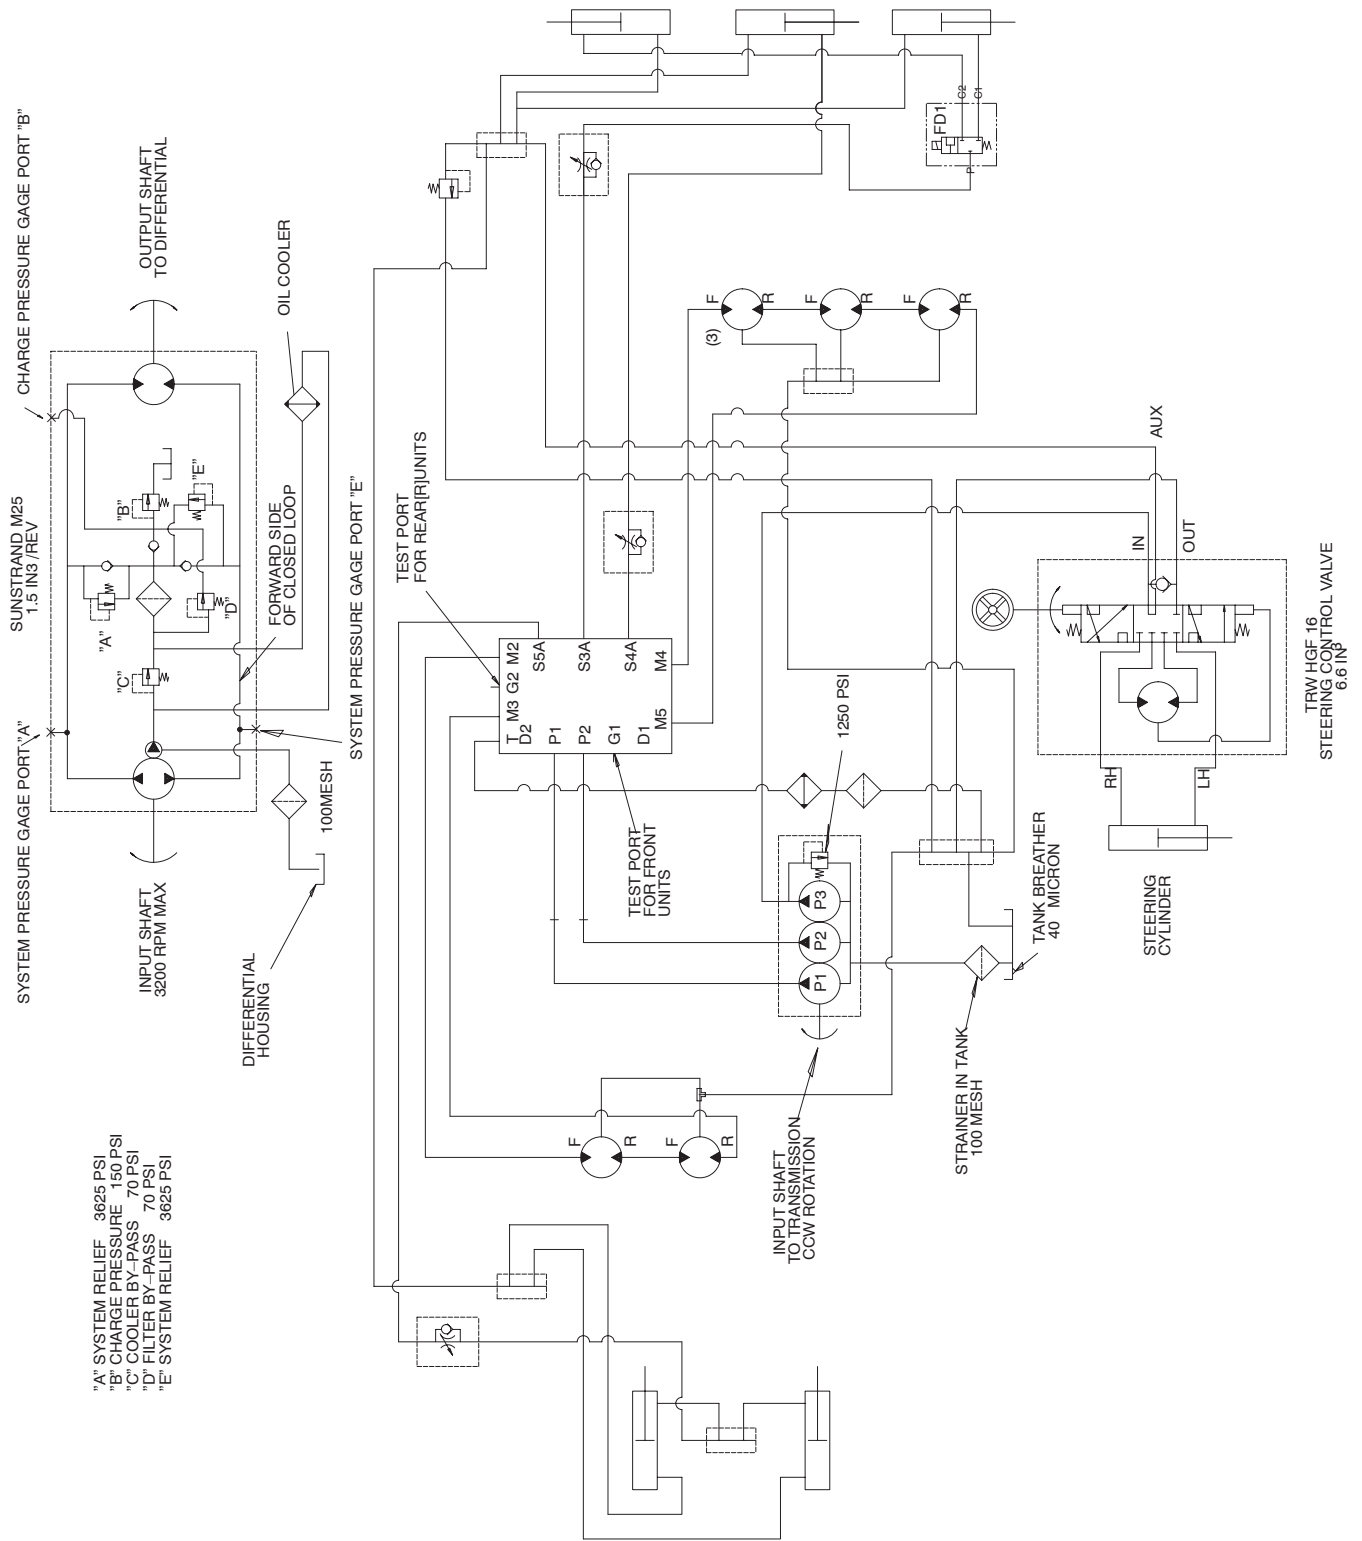 SUNSTRAND M25
1.5 IN3 /REV
CHARGE PRESSURE GAGE PORT "B"
OUTPUT SHAFT
TO DIFFERENTIAL
OIL COOLER
"A"
"B"
"C"
"D"
"E"
FORWARD SIDE
OF CLOSED LOOP
SYSTEM PRESSURE GAGE PORT "A"
SYSTEM PRESSURE GAGE PORT "E"
INPUT SHAFT
3200 RPM MAX
100MESH
DIFFERENTIAL
HOUSING
"A" SYSTEM RELIEF 3625 PSI
"B" CHARGE PRESSURE 150 PSI
"C" COOLER BY-PASS 70 PSI
"D" FILTER BY-PASS 70 PSI
"E" SYSTEM RELIEF 3625 PSI
TEST PORT
FOR REAR[R]UNITS
T M3 G2 M2
D2
S5A
P1
P2
S3A
G1
S4A
D1
M5
M4
TEST PORT
FOR FRONT
UNITS
1250 PSI
P1
P2
P3
INPUT SHAFT
TO TRANSMISSION
CCW ROTATION
STRAINER IN TANK
100 MESH
TANK BREATHER
40 MICRON
F
R
F
R
(3)
F
R
F
R
F
R
FD1
C2
C1
P
AUX
IN
OUT
RH
LH
STEERING
CYLINDER
TRW HGF 16
STEERING CONTROL VALVE
6.6 IN³